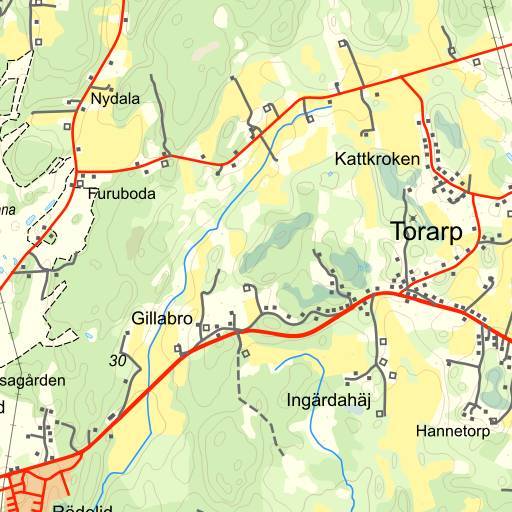 Nydala
Kattkroken
Furuboda
Torarp
Gillabro
30
Ingärdahäj
Hannetorp